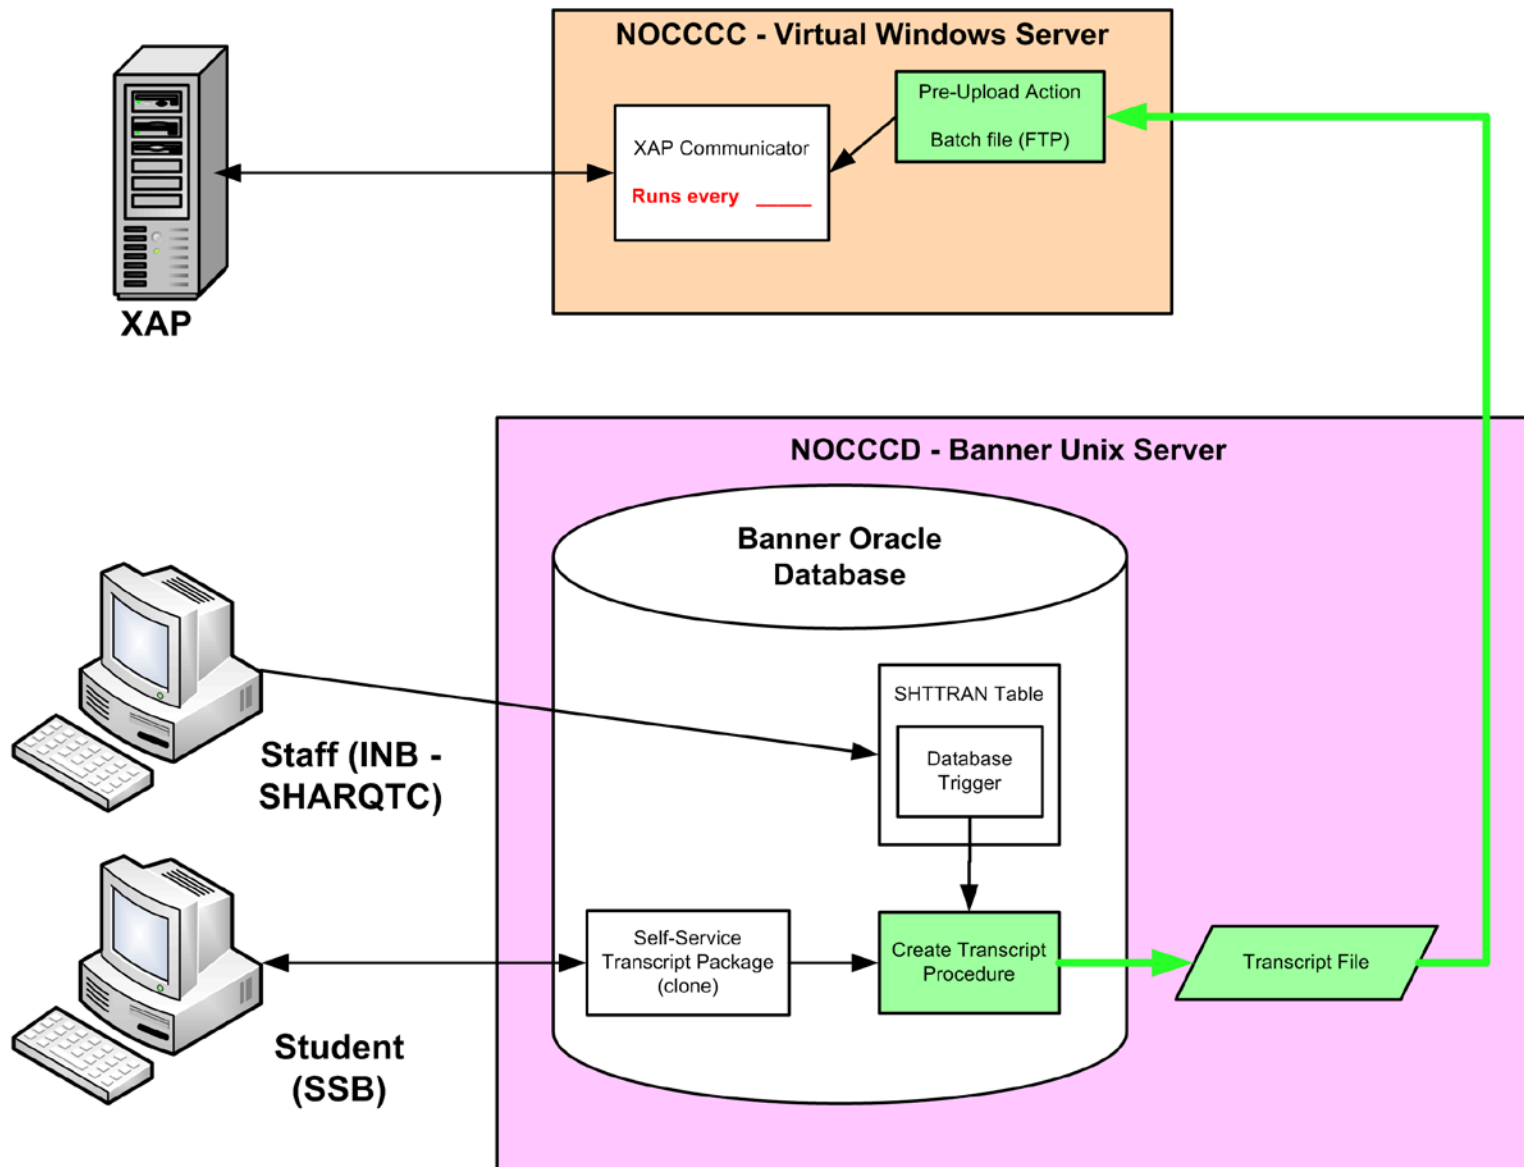 NOCCCC - Virtual Windows Server
Pre-Upload Action
Batch file (FTP)
XAP Communicator
Runs every _____
XAP
NOCCCD - Banner Unix Server
Banner Oracle
Database
SHTTRAN Table
Database
Trigger
Staff (INB -
SHARQTC)
Self-Service
Transcript Package
(clone)
Create Transcript
Procedure
Transcript File
Student
(SSB)